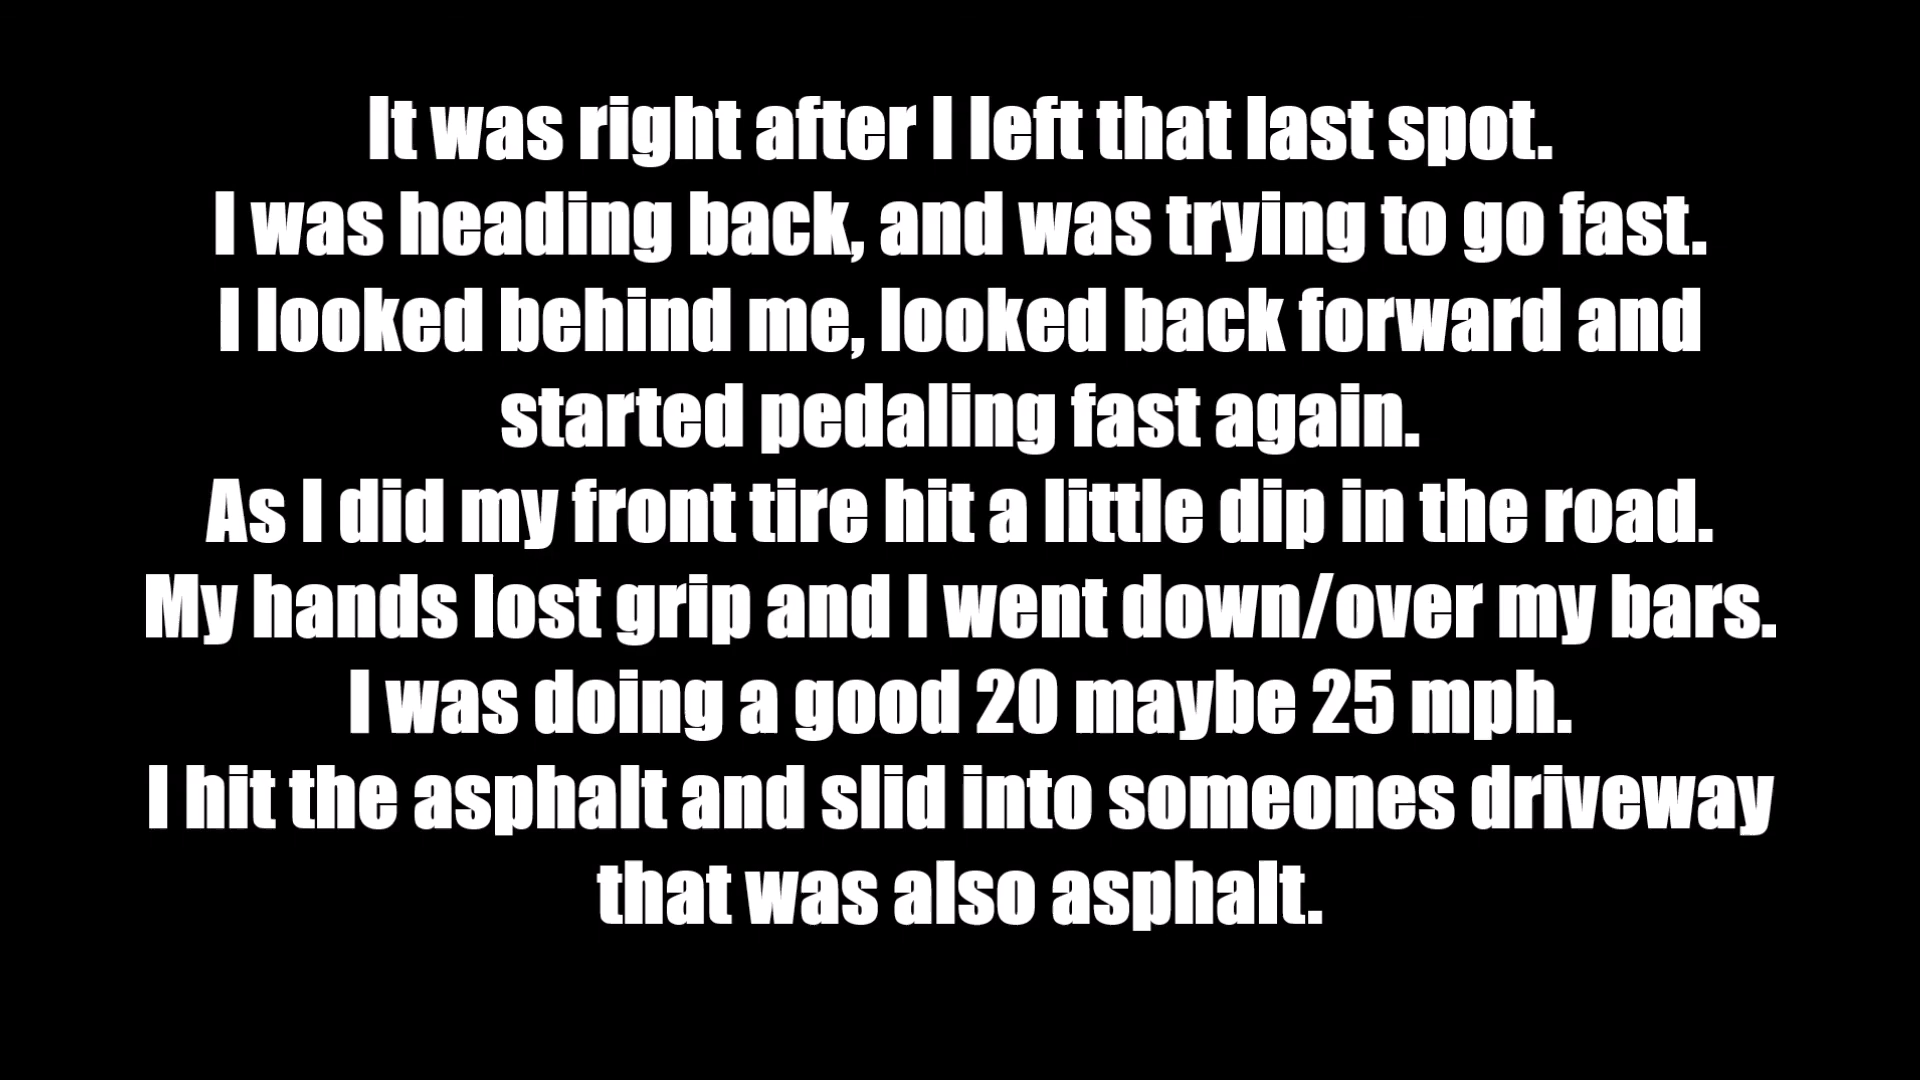 It was right after I left that last spot.
I was heading back, and was trying to go fast.
I looked behind me, looked back forward and
started pedaling fast again.
As I did my front tire hit a little dip in the road.
My hands lost grip and I went down/over my bars.
I was doing a good 20 maybe 25 mph.
I hit the asphalt and slid into someones driveway
that was also asphalt.